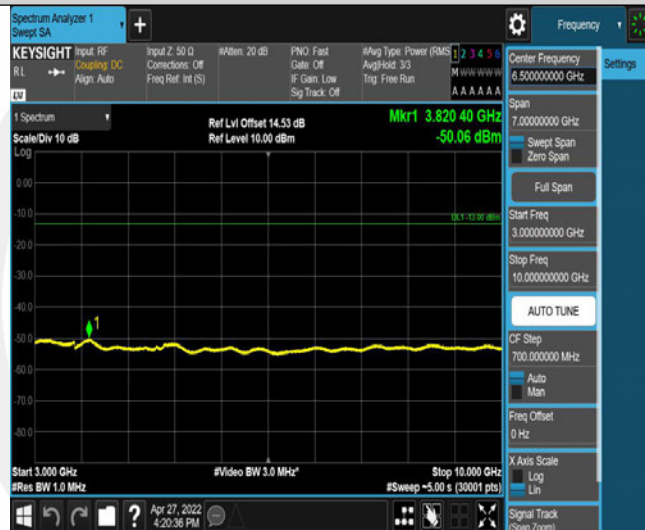 Spectrum Analyzer 1
Swept SA
+
Frequency
KEYSIGHT
RL
LXI
Input: RF
Coupling: DC
Align: Auto
Input Z: 50 Ω
Corrections: Off
Freq Ref: Int (S)
#Atten: 20 dB
PNO: Fast
Gate: Off
IF Gain: Low
Sig Track: Off
#Avg Type: Power (RMS
Avg|Hold: 3/3
Trig: Free Run
1 2 3 4 5 6
M W W W W W
A A A A A A
1 Spectrum
Scale/Div 10 dB
Log
Ref Lvl Offset 14.53 dB
Ref Level 10.00 dBm
Mkr1 3.820 40 GHz
-50.06 dBm
0.00
-10.0
DL1 -13.00 dBm
-20.0
-30.0
-40.0
1
-50.0
-60.0
-70.0
-80.0
Start 3.000 GHz
#Res BW 1.0 MHz
#Video BW 3.0 MHz*
Stop 10.000 GHz
#Sweep ~5.00 s (30001 pts)
Apr 27, 2022
4:20:36 PM
Settings
Center Frequency
6.500000000 GHz
Span
7.00000000 GHz
Swept Span
Zero Span
Full Span
Start Freq
3.000000000 GHz
Stop Freq
10.000000000 GHz
AUTO TUNE
CF Step
700.000000 MHz
Auto
Man
Freq Offset
0 Hz
X Axis Scale
Log
Lin
Signal Track
(Span Zoom)